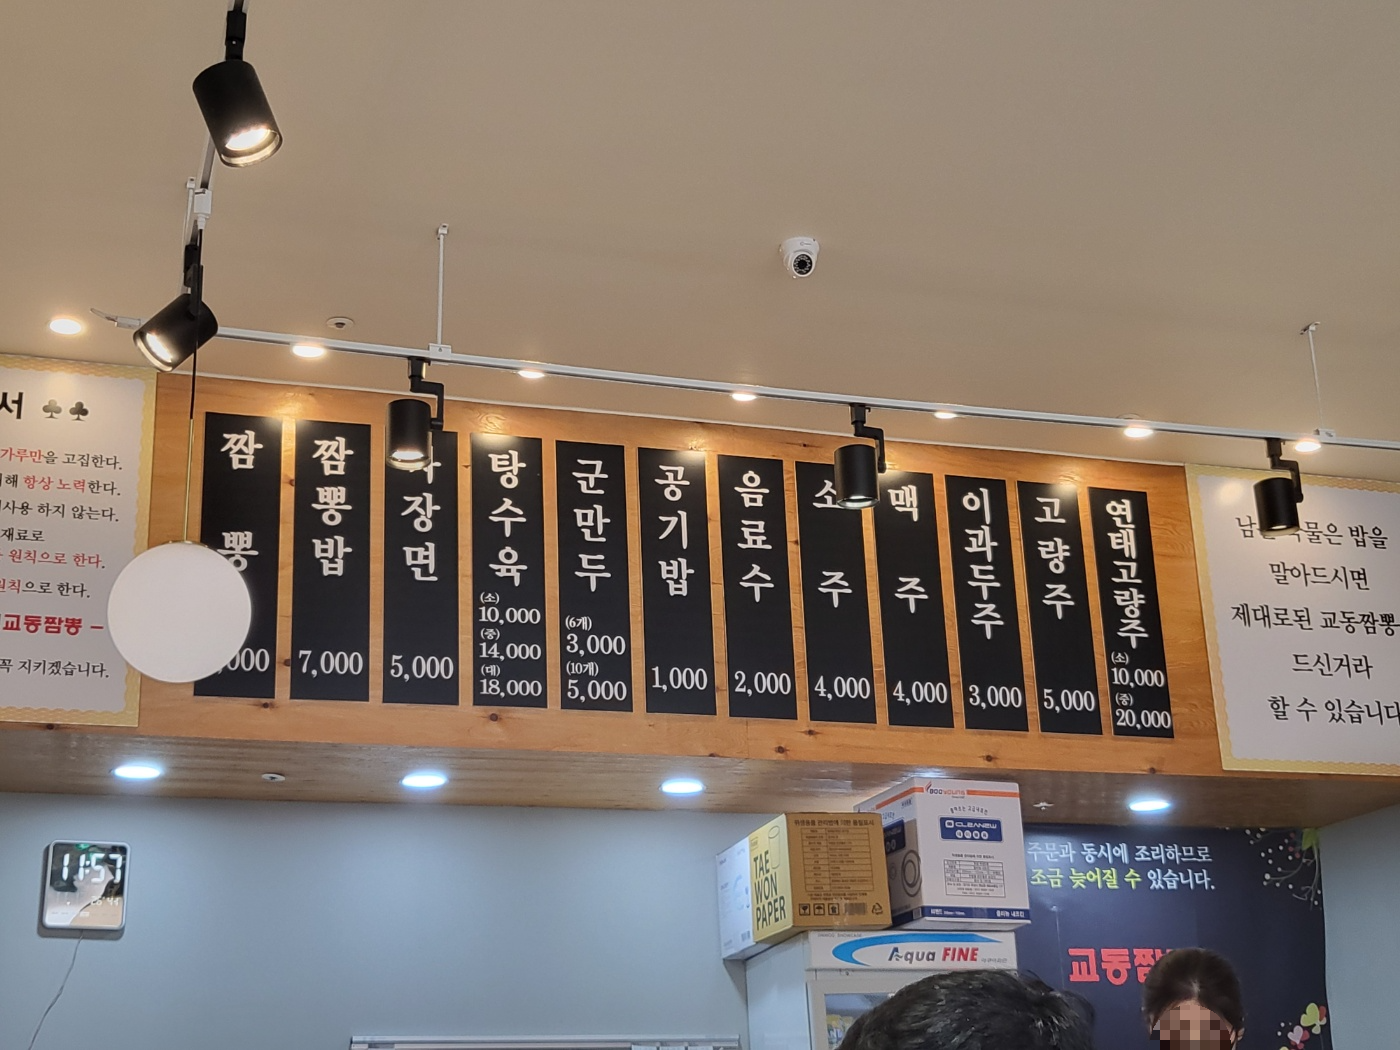 서 ♣♣
가루만을 고집한다.
항상 노력한다.
사용 하지 않는다.
재료로
원칙으로 한다.
원칙으로 한다.
교동짬뽕 –
꼭 지키겠습니다.
짬뽕
짬뽕밥
7,000
장면
5,000
탕수육
(소)
10,000
(중)
14,000
(대)
18,000
군만두
(6개)
3,000
(10개)
5,000
공기밥
1,000
음료수
2,000
소주
4,000
맥주
4,000
이과두주
3,000
고량주
5,000
연태고량주
(소)
10,000
(중)
20,000
밥을
말아드시면
제대로된 교동짬뽕
드신거라
할 수 있습니다
11:57
TAE
WON
PAPER
BOOYOUNG
CLEANEW
Aqua FINE
주문과 동시에 조리하므로
조금 늦어질 수 있습니다.
교동짬